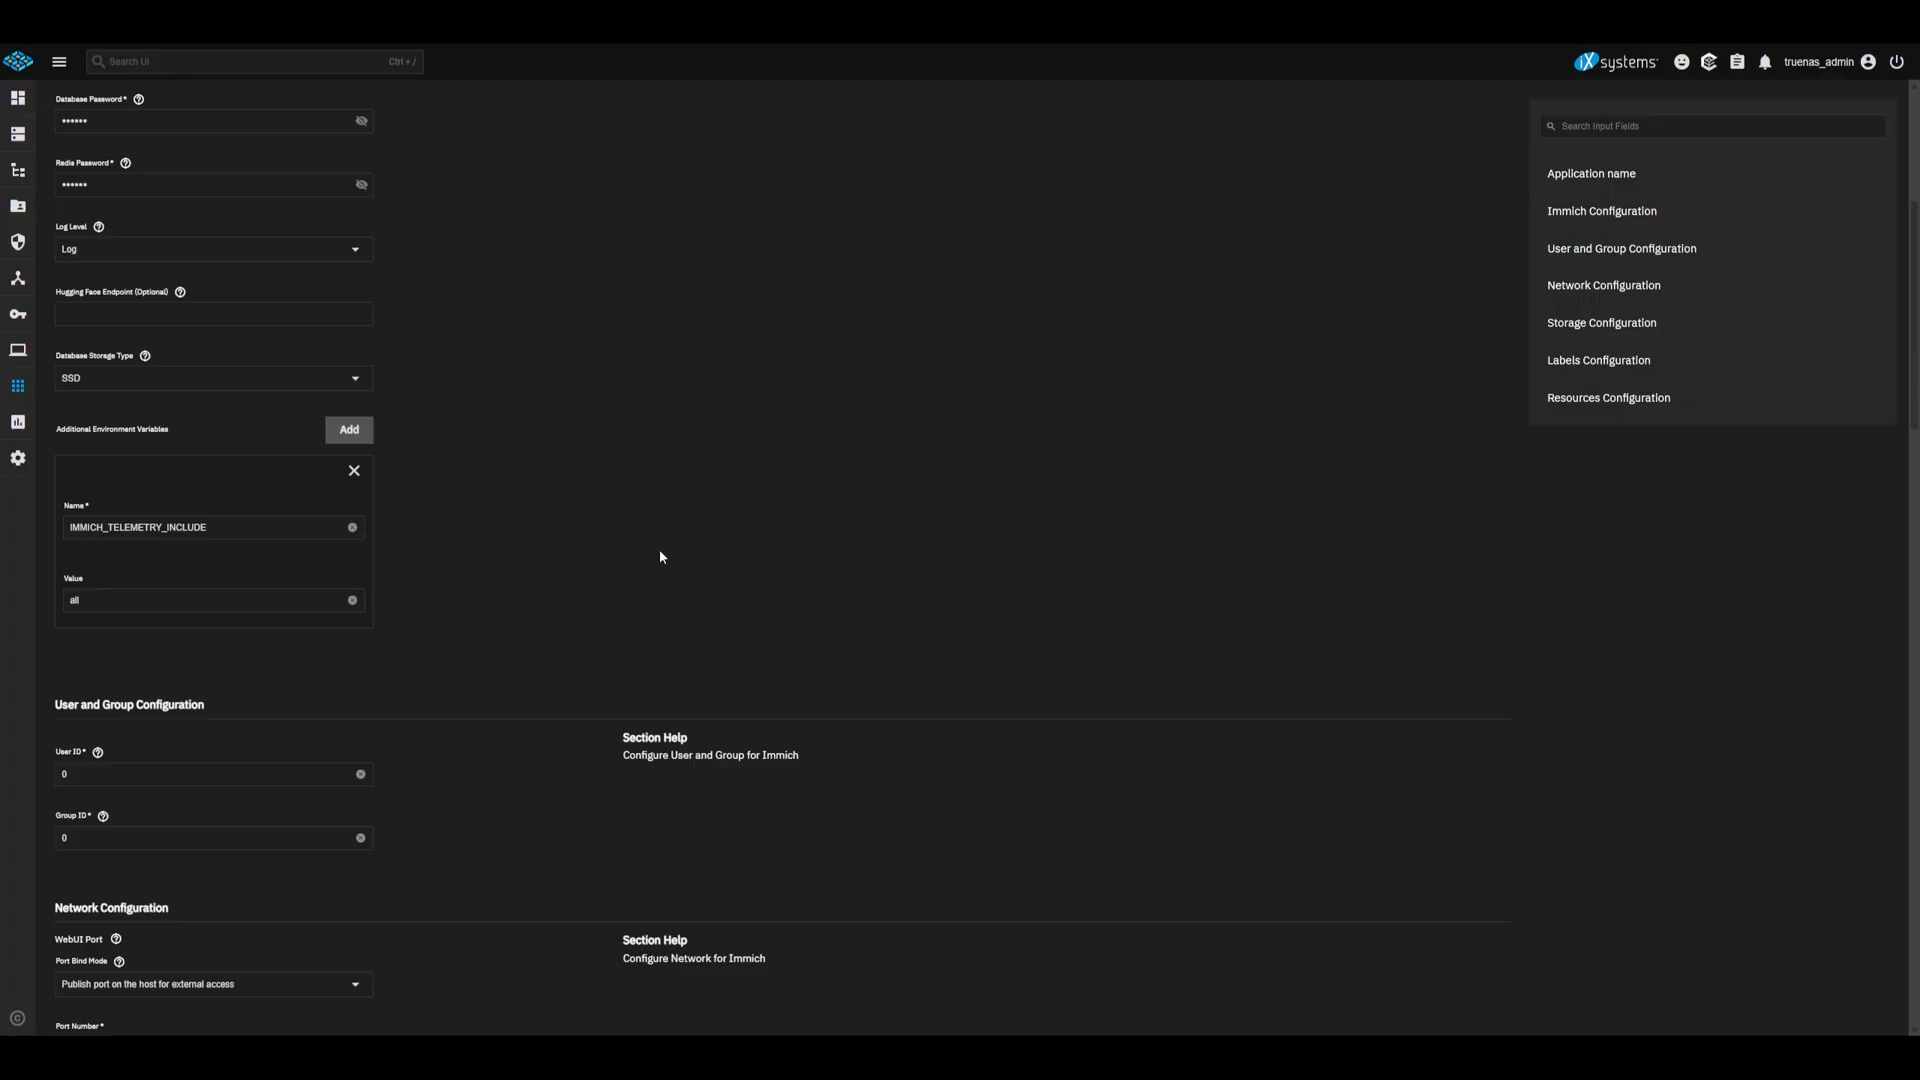 Search UI
Ctrl + /
iXsystems
truenas_admin
Database Password *
••••••
Redis Password *
••••••
Log Level
Log
Hugging Face Endpoint (Optional)
Database Storage Type
SSD
Additional Environment Variables
Add
Name *
IMMICH_TELEMETRY_INCLUDE
Value
all
User and Group Configuration
User ID *
0
Group ID *
0
Section Help
Configure User and Group for Immich
Network Configuration
WebUI Port
Port Bind Mode
Publish port on the host for external access
Port Number *
Section Help
Configure Network for Immich
Search Input Fields
Application name
Immich Configuration
User and Group Configuration
Network Configuration
Storage Configuration
Labels Configuration
Resources Configuration